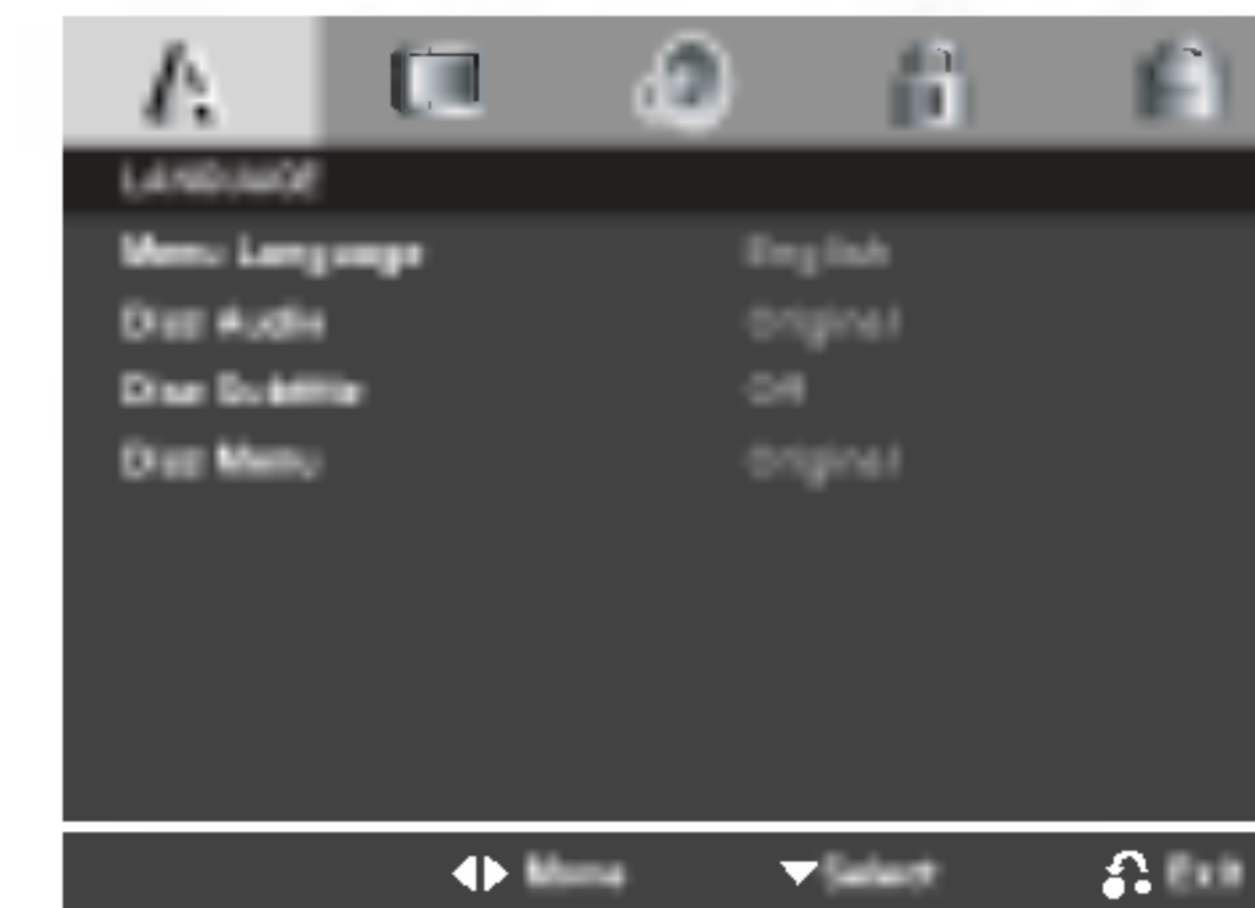 LANGUAGE
Menu Language English
Disc Audio Original
Disc Subtitle Off
Disc Menu Original
Move Select Exit